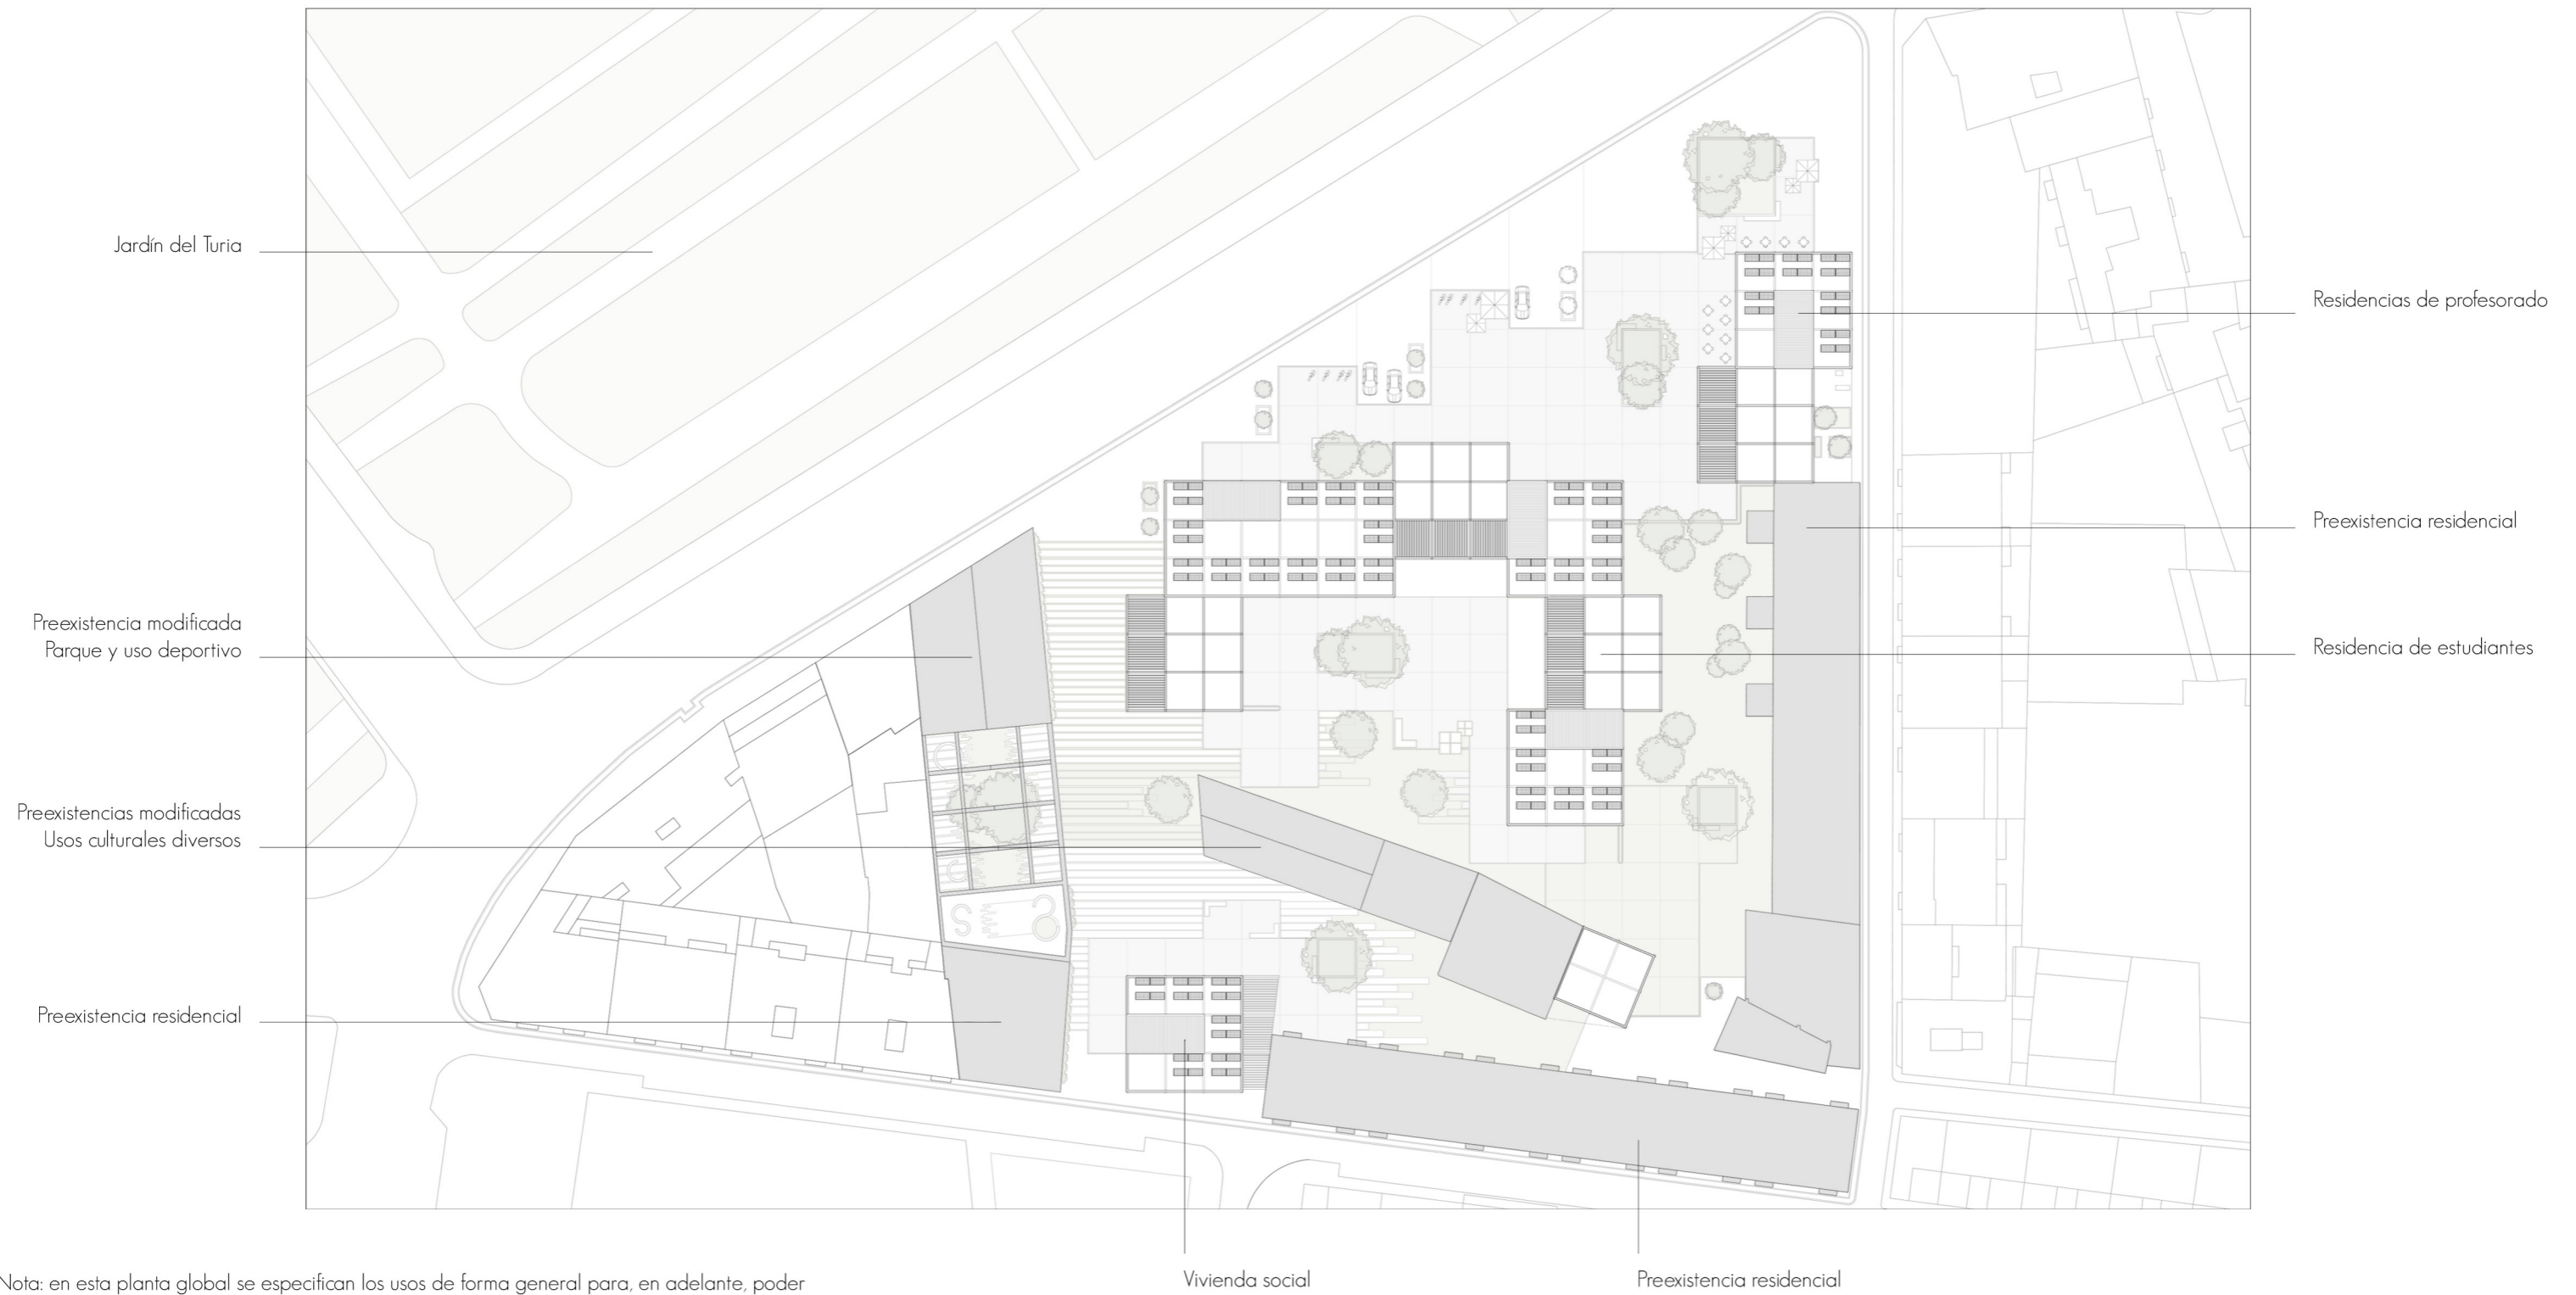 Jardín del Turia
Residencias de profesorado
Preexistencia residencial
Preexistencia modificada
Parque y uso deportivo
Residencia de estudiantes
Preexistencias modificadas
Usos culturales diversos
Preexistencia residencial
Vivienda social
Preexistencia residencial
Nota: en esta planta global se especifican los usos de forma general para, en adelante, poder